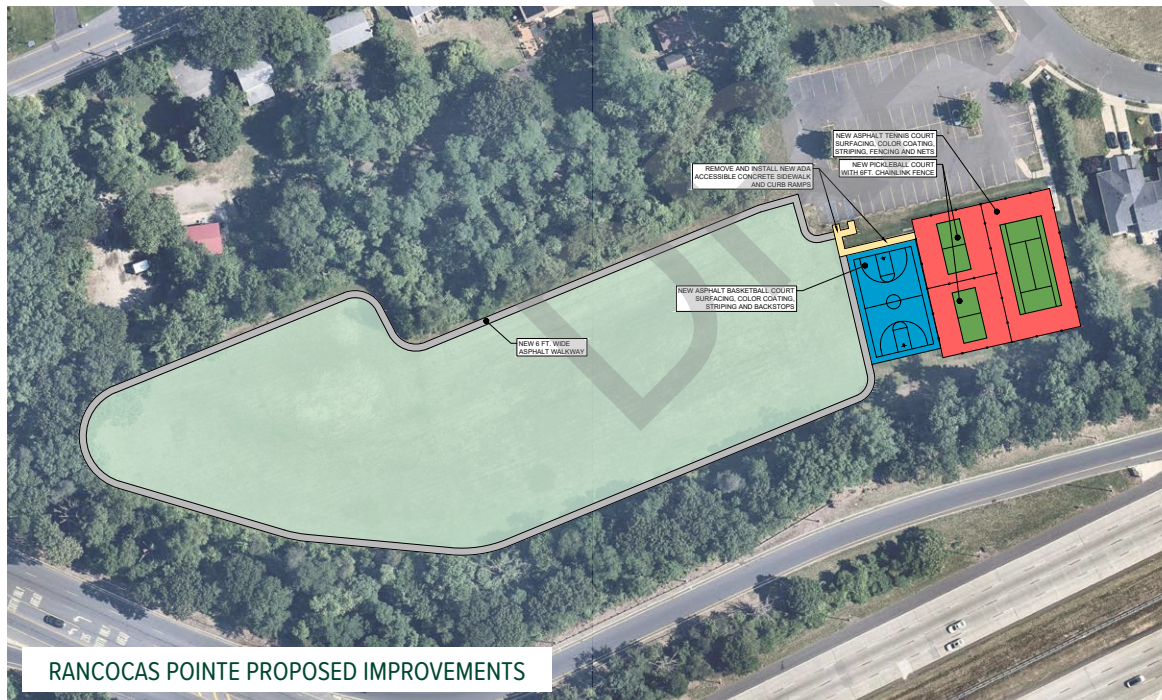 NEW ASPHALT TENNIS COURT
SURFACING, COLOR COATING,
STRIPING, FENCING AND NETS
NEW PICKLEBALL COURT
WITH 6FT. CHAINLINK FENCE
REMOVE AND INSTALL NEW ADA
ACCESSIBLE CONCRETE SIDEWALK
AND CURB RAMPS
NEW ASPHALT BASKETBALL COURT
SURFACING, COLOR COATING,
STRIPING AND BACKSTOPS
NEW 6 FT. WIDE
ASPHALT WALKWAY
RANCOCAS POINTE PROPOSED IMPROVEMENTS